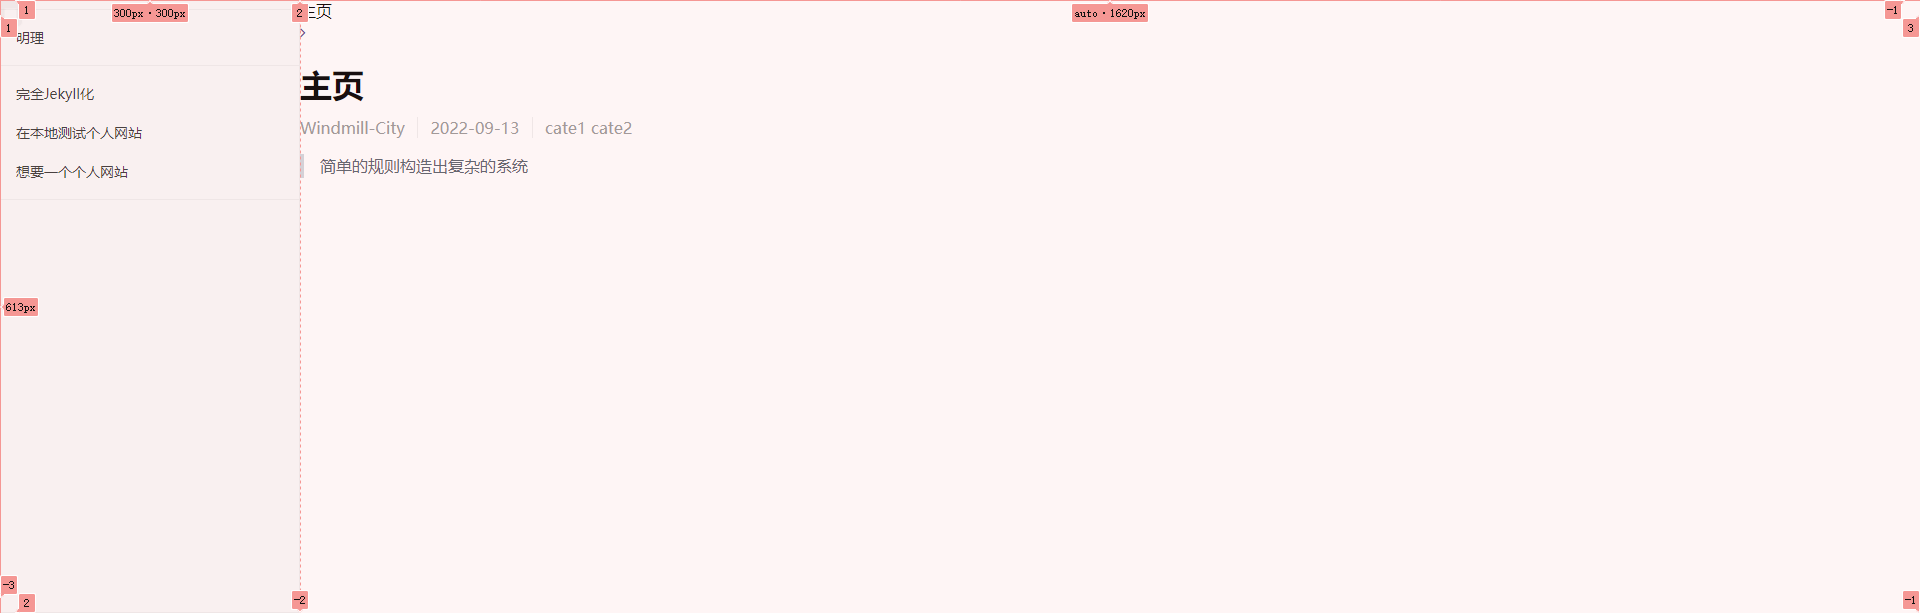 1
300px・300px
2
主页
auto・1620px
-1
1
3
明理
完全Jekyll化
在本地测试个人网站
想要一个个人网站
主页
Windmill-City
2022-09-13
cate1 cate2
简单的规则构造出复杂的系统
613px
-3
2
-2
-1